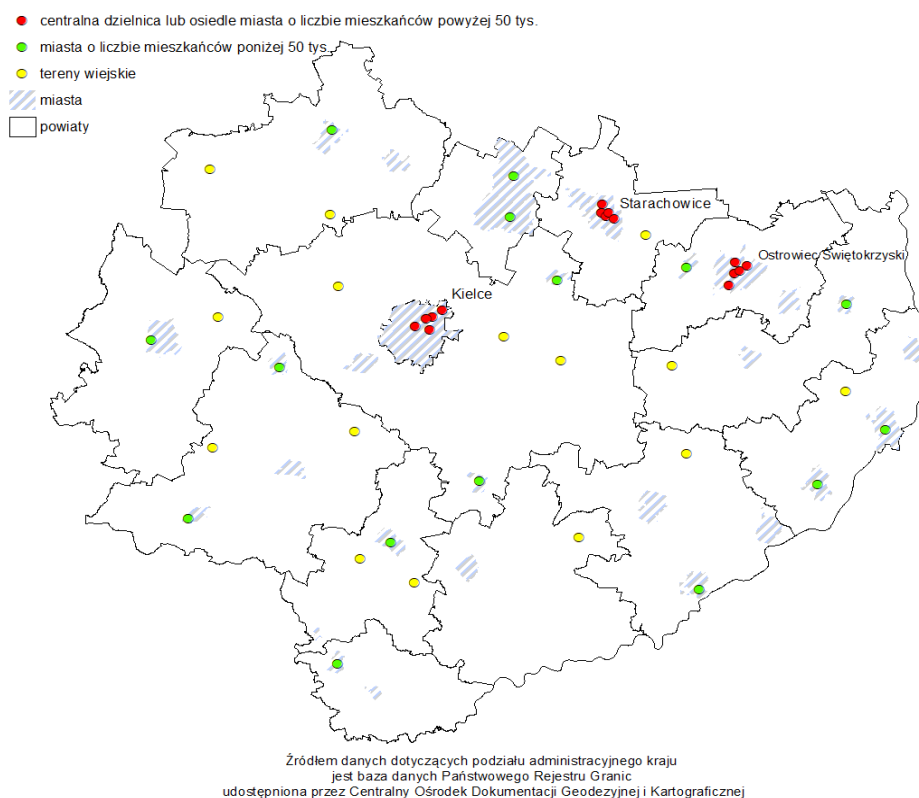 centralna dzielnica lub osiedle miasta o liczbie mieszkańców powyżej 50 tys.
miasta o liczbie mieszkańców poniżej 50 tys.
tereny wiejskie
miasta
powiaty
Starachowice
Ostrowiec Świętokrzyski
Kielce
Źródłem danych dotyczących podziału administracyjnego kraju
jest baza danych Państwowego Rejestru Granic
udostępniona przez Centralny Ośrodek Dokumentacji Geodezyjnej i Kartograficznej